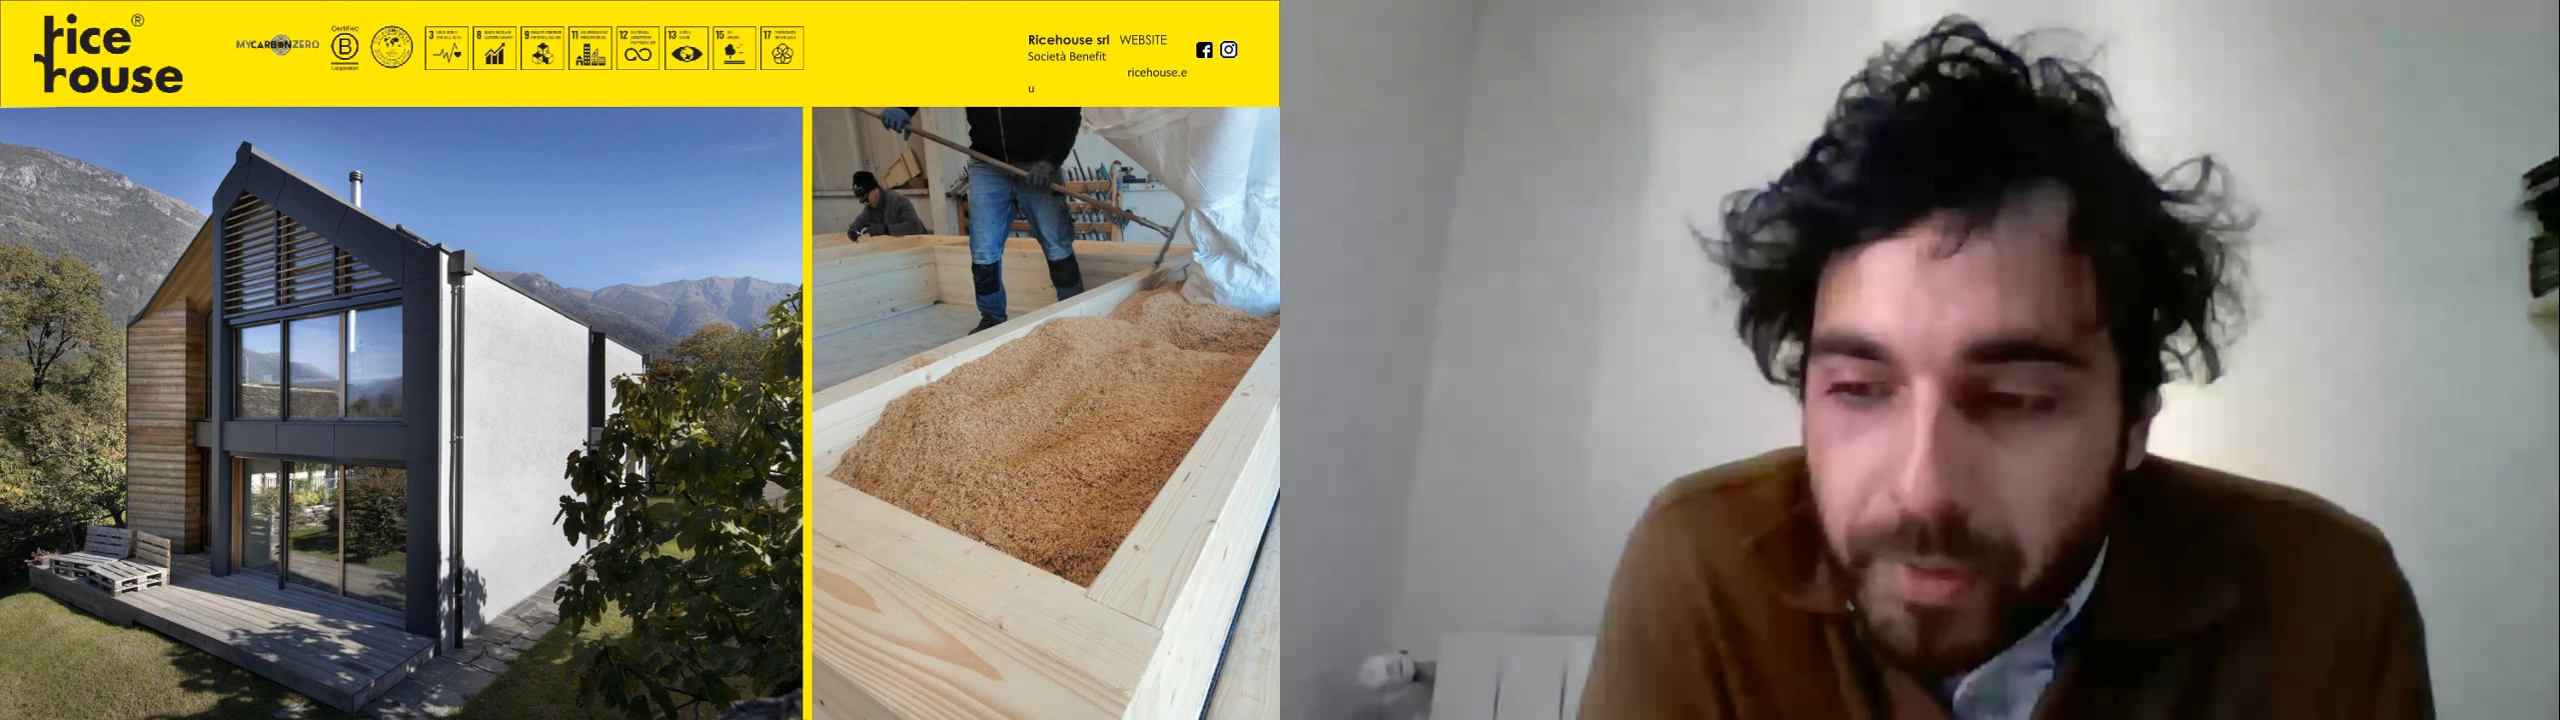 rice®
house
MYCARBONZERO
Certified
B
Corporation
3
8
9
11
12
13
15
17
Ricehouse srl WEBSITE
Società Benefit
ricehouse.e
u